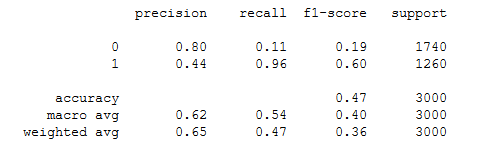 precision recall f1-score support
0 0.80 0.11 0.19 1740
1 0.44 0.96 0.60 1260
accuracy 0.47 3000
macro avg 0.62 0.54 0.40 3000
weighted avg 0.65 0.47 0.36 3000